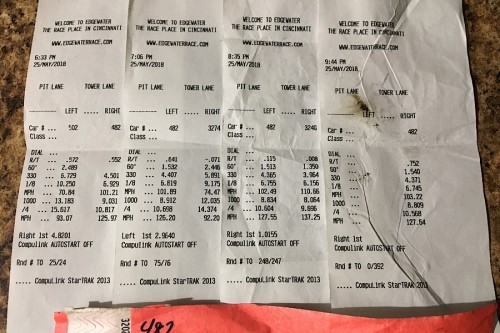 WELCOME TO EDGEWATER
THE RACE PLACE IN CINCINNATI
WWW.EDGEWATERRACE.COM
6:33 PM
25/MAY/2018
PIT LANE TOWER LANE
-------- LEFT ..... RIGHT
Car # ... 502 482
Class ...
DIAL ...
R/T ... .572 .552
60' ... 2.489
330 ... 6.729 4.501
1/8 ... 10.250 6.929
MPH ... 70.84 101.21
1000 ... 13.183 9.031
/4 ... 15.617 10.817
MPH ... 93.07 125.97
Right 1st 4.8201
Compulink AUTOSTART OFF
Rnd # TO 25/24
..... CompuLink StarTRAK 2013
WELCOME TO EDGEWATER
THE RACE PLACE IN CINCINNATI
WWW.EDGEWATERRACE.COM
7:06 PM
25/MAY/2018
PIT LANE TOWER LANE
-------- LEFT ..... RIGHT
Car # ... 482 3274
Class ...
DIAL ...
R/T ... .641 -.071
60' ... 1.532 2.000
330 ... 4.407 5.891
1/8 ... 6.819 9.175
MPH ... 101.89 74.47
1000 ... 8.912 12.035
/4 ... 10.698 14.374
MPH ... 126.20 92.20
Left 1st 2.9640
Compulink AUTOSTART OFF
Rnd # TO 75/76
..... CompuLink StarTRAK 2013
WELCOME TO EDGEWATER
THE RACE PLACE IN CINCINNATI
WWW.EDGEWATERRACE.COM
8:35 PM
25/MAY/2018
PIT LANE TOWER LANE
-------- LEFT ..... RIGHT
Car # ... 482 324G
Class ...
DIAL ...
R/T ... .115 .008
60' ... 1.513 1.350
330 ... 4.365 3.964
1/8 ... 6.755 6.156
MPH ... 102.49 110.66
1000 ... 8.834 8.064
/4 ... 10.604 9.696
MPH ... 127.55 137.25
Right 1st 1.0155
Compulink AUTOSTART OFF
Rnd # TO 248/247
..... CompuLink StarTRAK 2013
WELCOME TO EDGEWATER
THE RACE PLACE IN CINCINNATI
WWW.EDGEWATERRACE.COM
9:44 PM
25/MAY/2018
PIT LANE TOWER LANE
-------- LEFT ..... RIGHT
Car # ... 482
Class ...
DIAL ...
R/T ... .752
60' ... 1.540
330 ... 4.371
1/8 ... 6.745
MPH ... 103.22
1000 ... 8.809
/4 ... 10.568
MPH ... 127.64
Compulink AUTOSTART OFF
Rnd # TO 0/352
..... CompuLink StarTRAK 2013
482